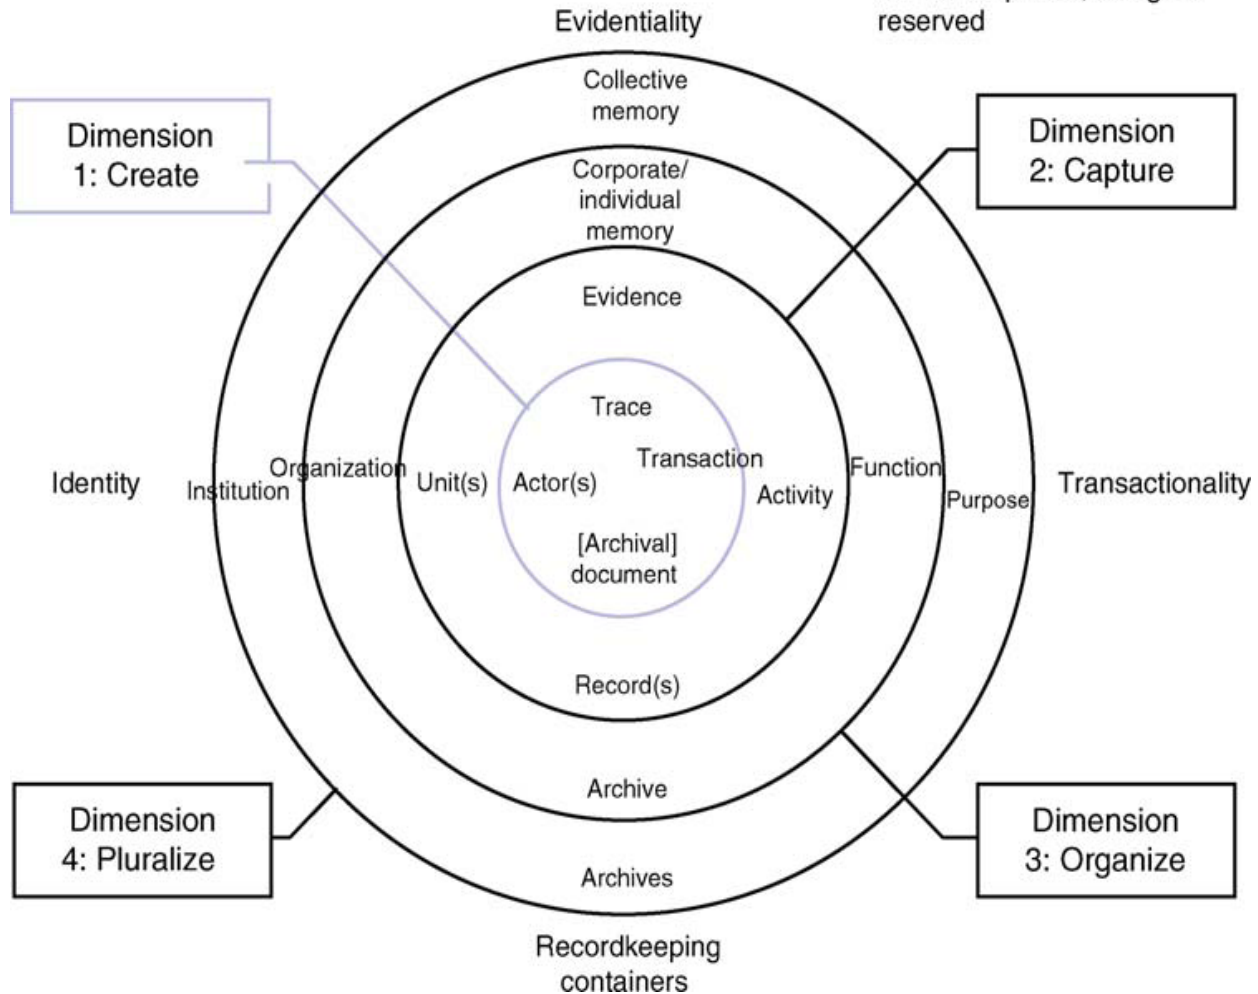 Evidentiality
reserved
Collective
memory
Dimension
1: Create
Dimension
2: Capture
Corporate/
individual
memory
Evidence
Trace
Transaction
Function
Organization
Identity
Institution
Unit(s)
Actor(s)
Activity
Purpose
Transactionality
[Archival]
document
Record(s)
Archive
Dimension
4: Pluralize
Dimension
3: Organize
Archives
Recordkeeping
containers